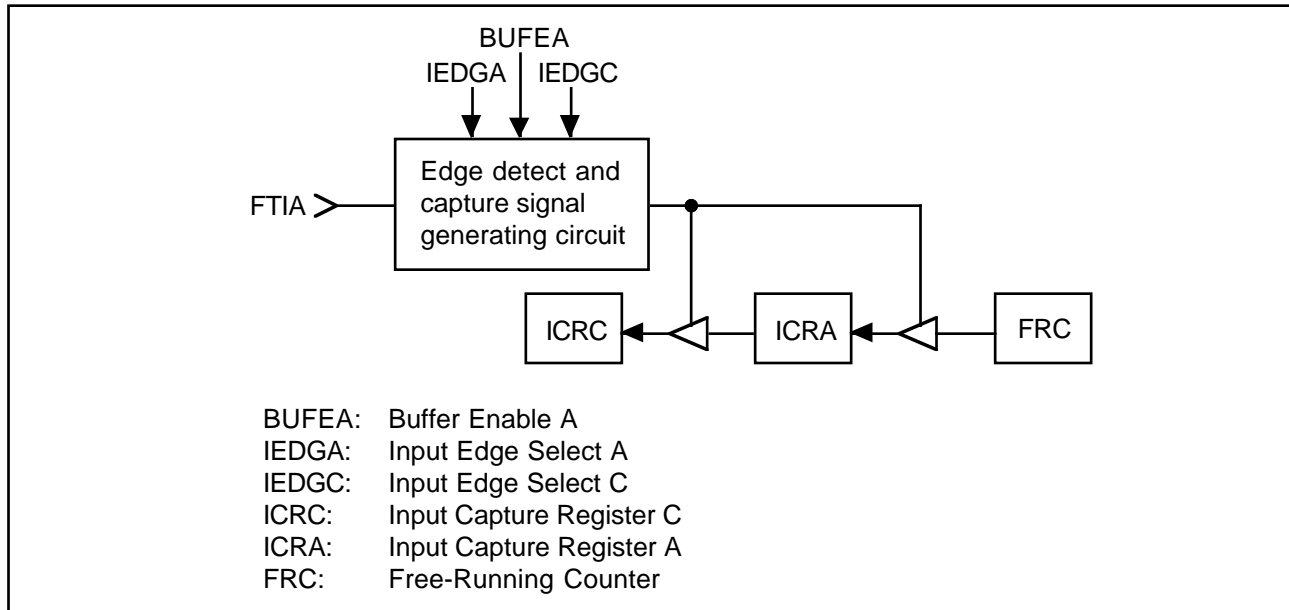 BUFEA
IEDGA IEDGC
Edge detect and
capture signal
generating circuit
FTIA
ICRC ICRA FRC
BUFEA: Buffer Enable A
IEDGA: Input Edge Select A
IEDGC: Input Edge Select C
ICRC: Input Capture Register C
ICRA: Input Capture Register A
FRC: Free-Running Counter